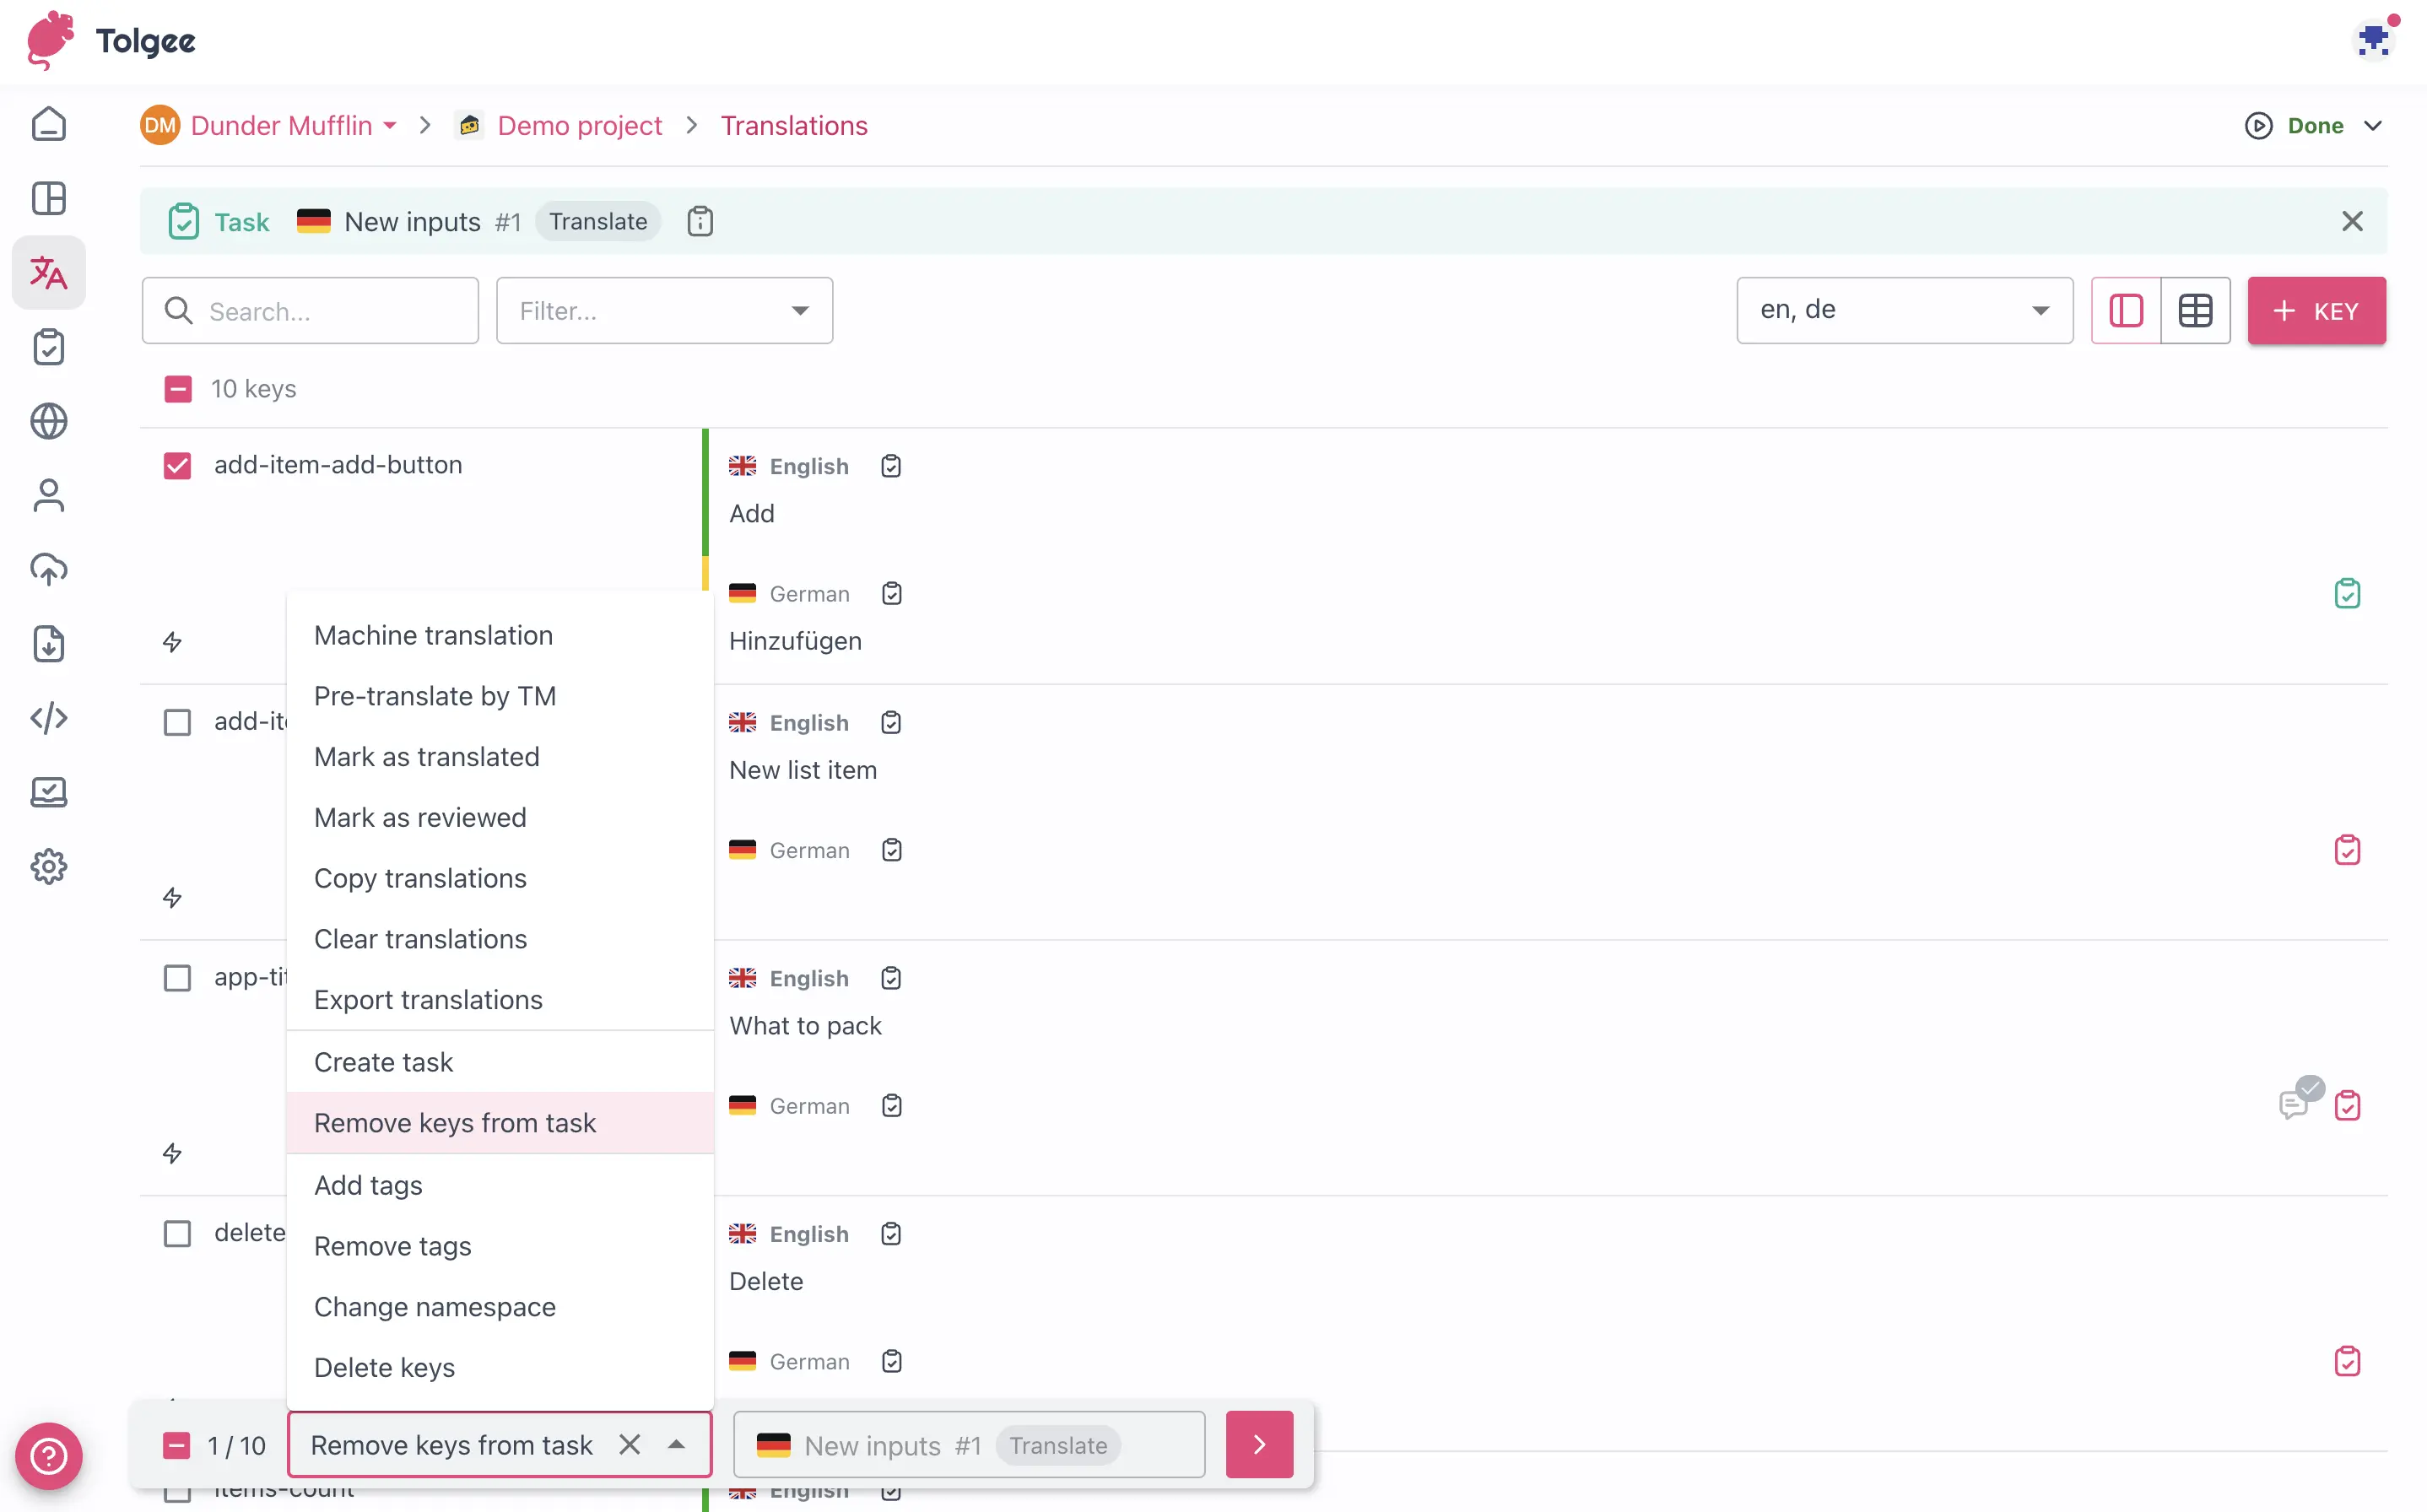 Tolgee
DM Dunder Mufflin > Demo project > Translations
Done
Task New inputs #1 Translate
Search...
Filter...
en, de
+ KEY
10 keys
add-item-add-button
English
Add
German
Hinzufügen
add-ite
English
New list item
German
app-tit
English
What to pack
German
delete
English
Delete
German
Machine translation
Pre-translate by TM
Mark as translated
Mark as reviewed
Copy translations
Clear translations
Export translations
Create task
Remove keys from task
Add tags
Remove tags
Change namespace
Delete keys
1 / 10
Remove keys from task
New inputs #1 Translate
items-count
English